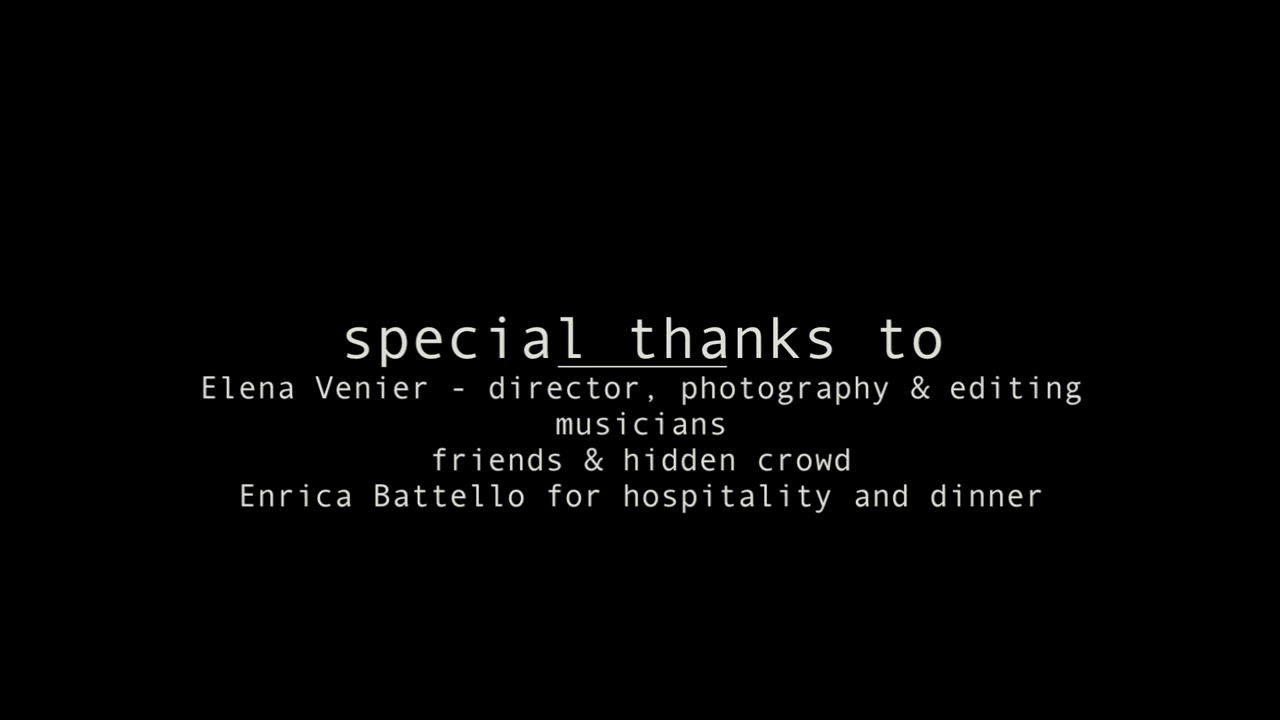 special thanks to
Elena Venier - director, photography & editing
musicians
friends & hidden crowd
Enrica Battello for hospitality and dinner